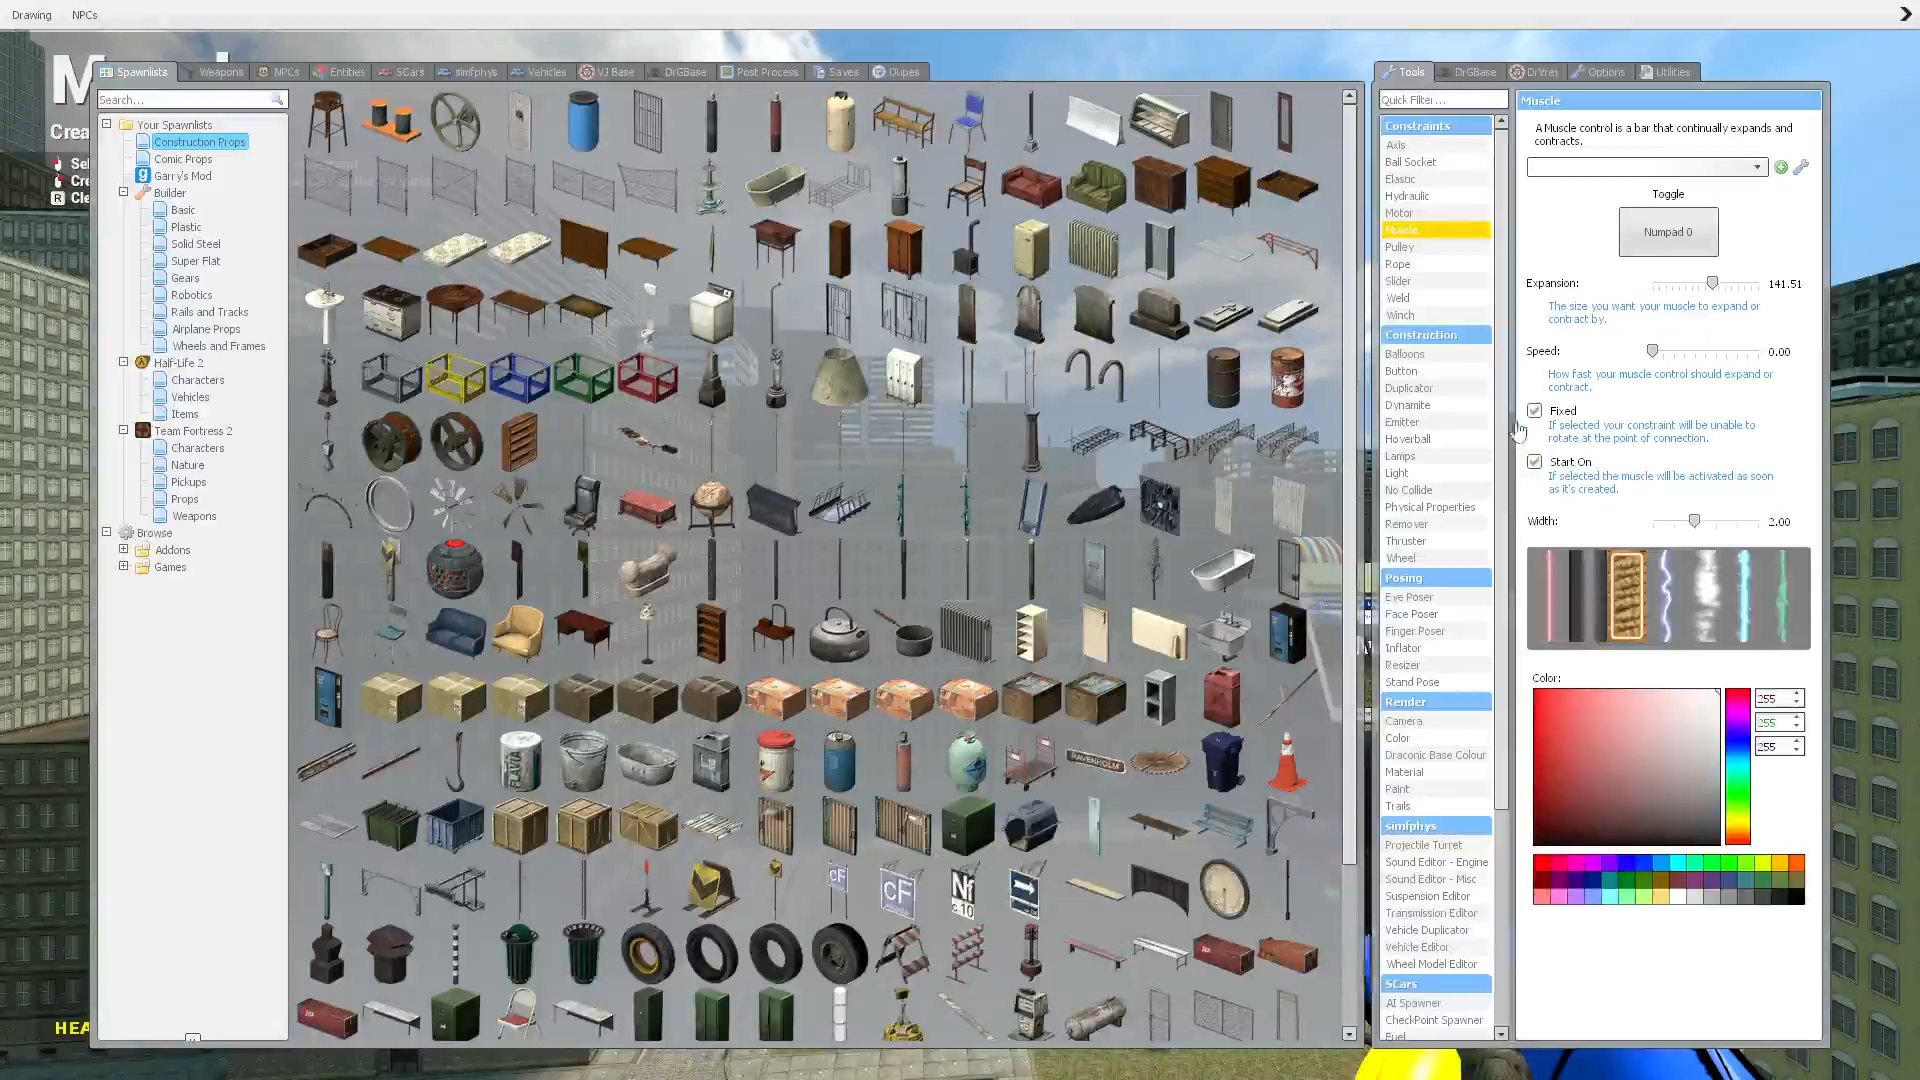 Drawing NPCs
M
Crea
Sel
Cre
R Cle
HEA
Spawnlists Weapons NPCs Entities SCars simfphys Vehicles VJ Base DrGBase Post Process Saves Dupes
Search...
Your Spawnlists
Construction Props
Comic Props
Garry's Mod
Builder
Basic
Plastic
Solid Steel
Super Flat
Gears
Robotics
Rails and Tracks
Airplane Props
Wheels and Frames
Half-Life 2
Characters
Vehicles
Items
Team Fortress 2
Characters
Nature
Pickups
Props
Weapons
Browse
Addons
Games
RAVENHOLM
cF
cF
Nf
Tools DrGBase DrVrej Options Utilities
Quick Filter ...
Constraints
Axis
Ball Socket
Elastic
Hydraulic
Motor
Muscle
Pulley
Rope
Slider
Weld
Winch
Construction
Balloons
Button
Duplicator
Dynamite
Emitter
Hoverball
Lamps
Light
No Collide
Physical Properties
Remover
Thruster
Wheel
Posing
Eye Poser
Face Poser
Finger Poser
Inflator
Resizer
Stand Pose
Render
Camera
Color
Draconic Base Colour
Material
Paint
Trails
simfphys
Projectile Turret
Sound Editor - Engine
Sound Editor - Misc
Suspension Editor
Transmission Editor
Vehicle Duplicator
Vehicle Editor
Wheel Model Editor
SCars
AI Spawner
CheckPoint Spawner
Fuel
Muscle
A Muscle control is a bar that continually expands and
contracts.
Toggle
Numpad 0
Expansion: 141.51
The size you want your muscle to expand or
contract by.
Speed: 0.00
How fast your muscle control should expand or
contract.
Fixed
If selected your constraint will be unable to
rotate at the point of connection.
Start On
If selected the muscle will be activated as soon
as it's created.
Width: 2.00
Color:
255
255
255